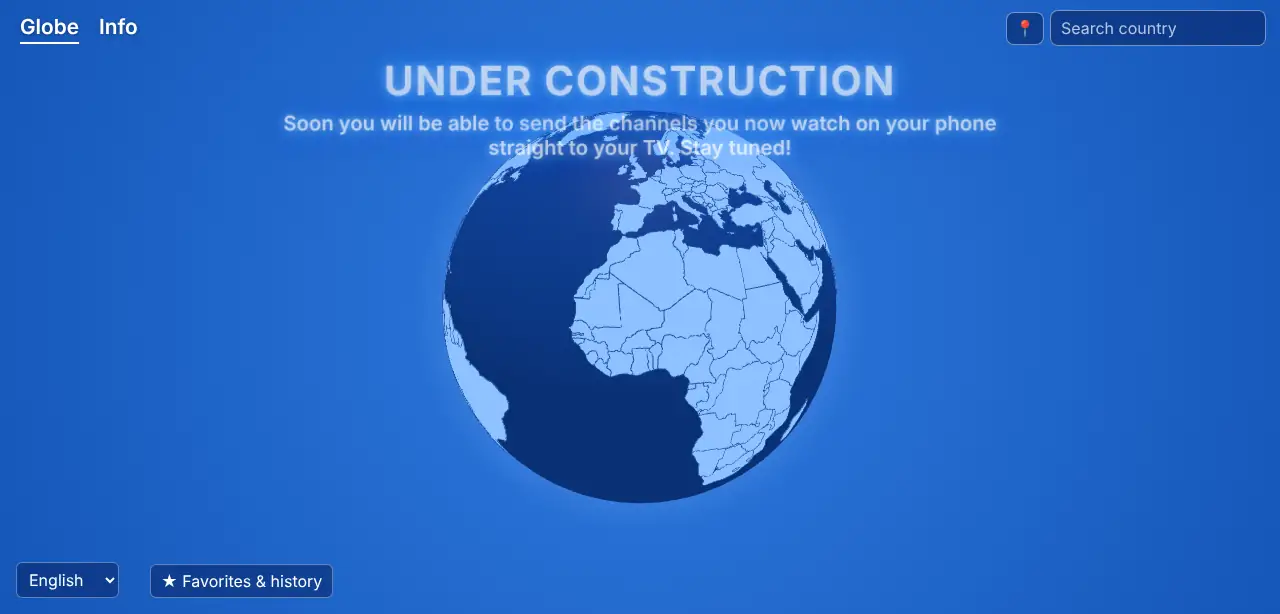 Globe Info
Search country
UNDER CONSTRUCTION
Soon you will be able to send the channels you now watch on your phone
straight to your TV. Stay tuned!
English
★ Favorites & history